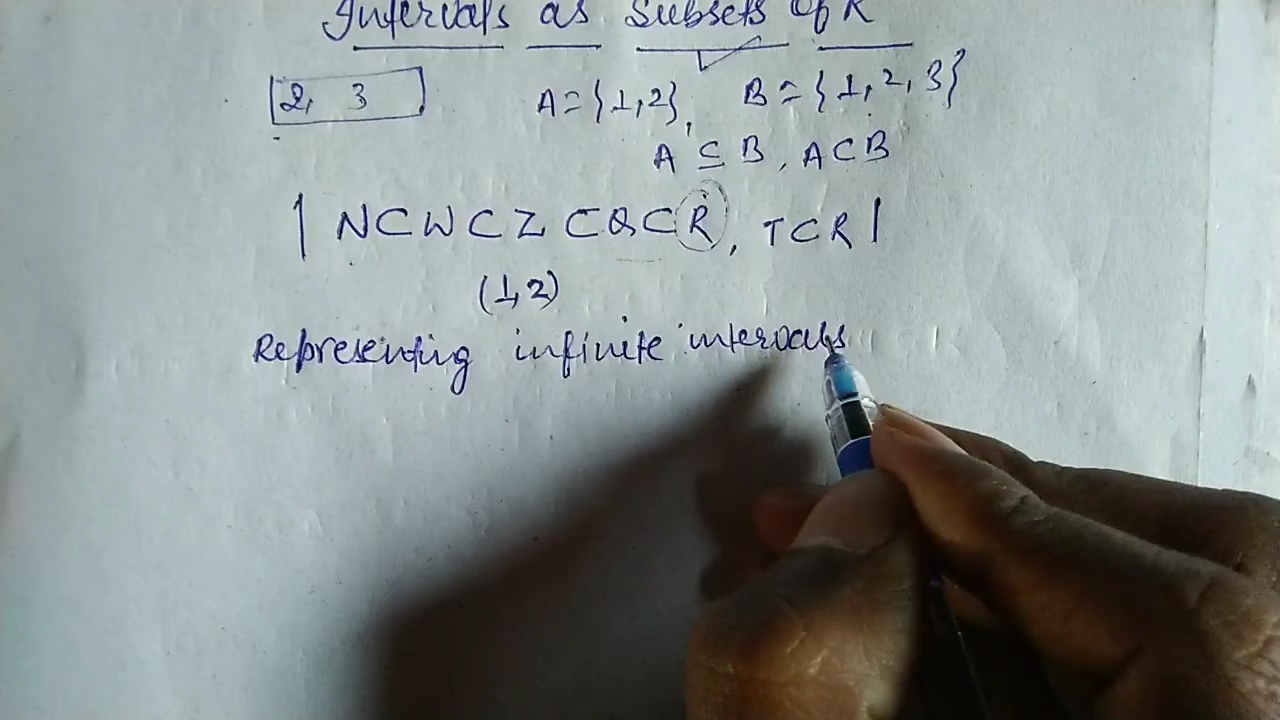 Intervals as Subsets of R
2, 3 A = {1,2}, B = {1,2,3}
A ⊆ B, A ⊂ B
| N ⊂ W ⊂ Z ⊂ Q ⊂ R, T ⊂ R |
(1,2)
Representing infinite intervals